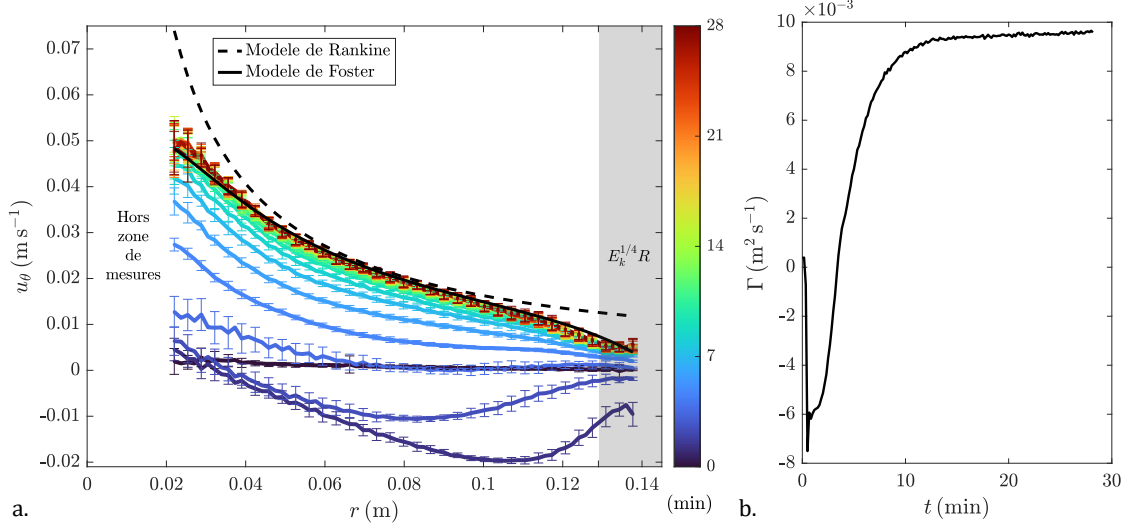 0.07
0.06
0.05
0.04
0.03
0.02
0.01
0
-0.01
-0.02
u_θ (m s⁻¹)
Modele de Rankine
Modele de Foster
Hors
zone
de
mesures
E_k^{1/4}R
0 0.02 0.04 0.06 0.08 0.1 0.12 0.14
r (m)
28
21
14
7
0
(min)
a.
×10⁻³
10
8
6
4
2
0
-2
-4
-6
-8
Γ (m² s⁻¹)
0 10 20 30
t (min)
b.